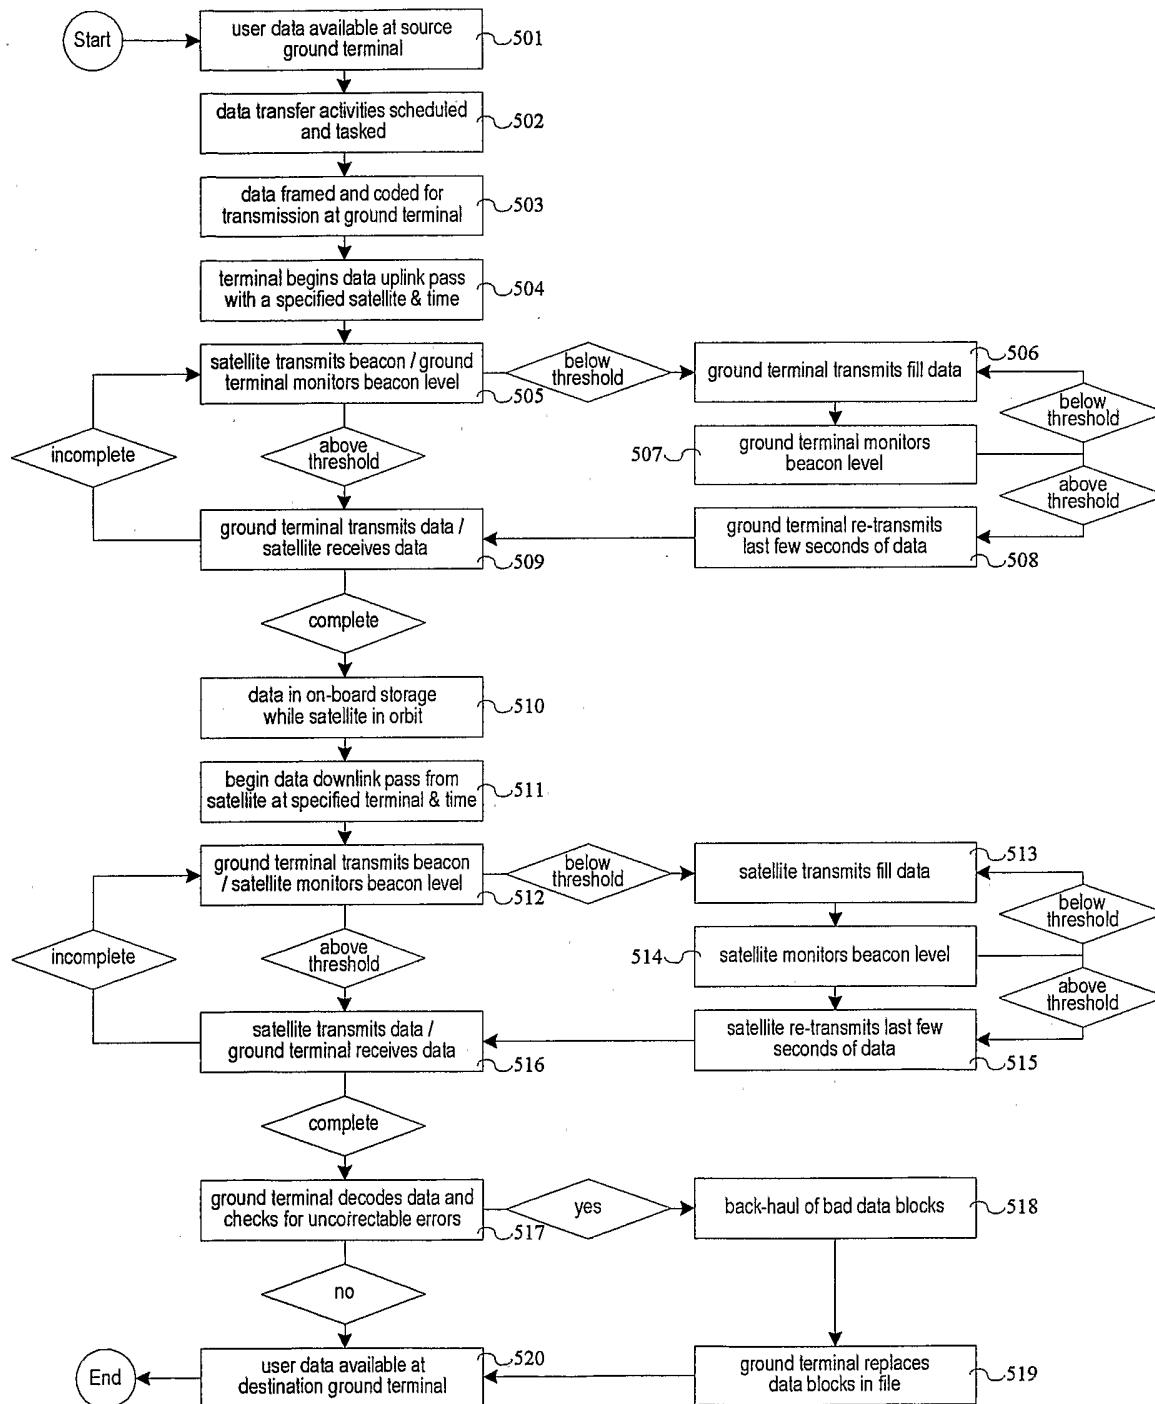 Start
user data available at source
ground terminal
501
data transfer activities scheduled
and tasked
502
data framed and coded for
transmission at ground terminal
503
terminal begins data uplink pass
with a specified satellite & time
504
satellite transmits beacon / ground
terminal monitors beacon level
505
below
threshold
ground terminal transmits fill data
506
below
threshold
incomplete
above
threshold
507
ground terminal monitors
beacon level
above
threshold
ground terminal transmits data /
satellite receives data
509
ground terminal re-transmits
last few seconds of data
508
complete
data in on-board storage
while satellite in orbit
510
begin data downlink pass from
satellite at specified terminal & time
511
ground terminal transmits beacon
/ satellite monitors beacon level
512
below
threshold
satellite transmits fill data
513
below
threshold
incomplete
above
threshold
514
satellite monitors beacon level
above
threshold
satellite transmits data /
ground terminal receives data
516
satellite re-transmits last few
seconds of data
515
complete
ground terminal decodes data and
checks for uncorrectable errors
517
yes
back-haul of bad data blocks
518
no
End
user data available at
destination ground terminal
520
ground terminal replaces
data blocks in file
519